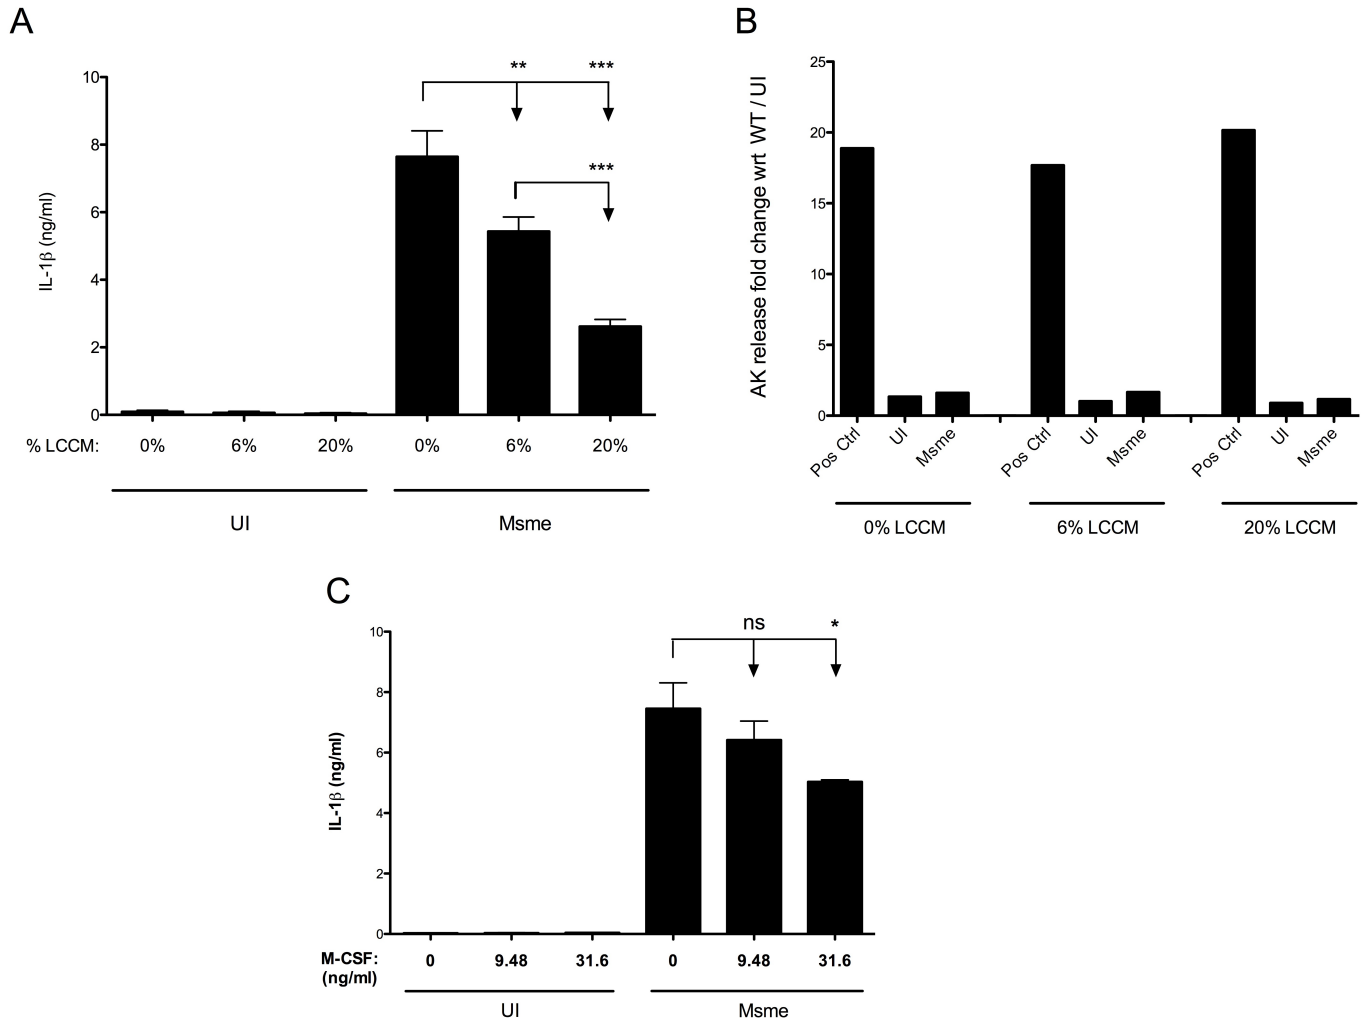 A
IL-1β (ng/ml)
10
8
6
4
2
0
** ***
***
% LCCM: 0% 6% 20% 0% 6% 20%
UI Msme
B
AK release fold change wrt WT / UI
25
20
15
10
5
0
Pos Ctrl UI Msme Pos Ctrl UI Msme Pos Ctrl UI Msme
0% LCCM 6% LCCM 20% LCCM
C
IL-1β (ng/ml)
10
8
6
4
2
0
ns *
M-CSF: 0 9.48 31.6 0 9.48 31.6
(ng/ml)
UI Msme